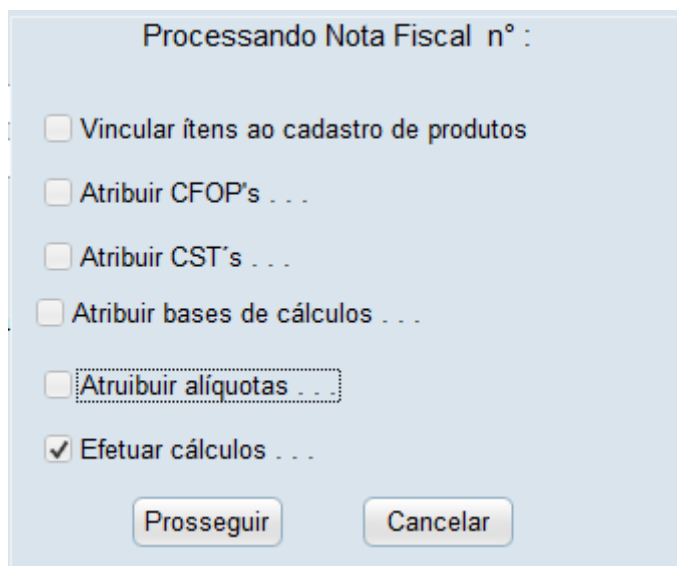 Processando Nota Fiscal n° :
Vincular ítens ao cadastro de produtos
Atribuir CFOP's . . .
Atribuir CST´s . . .
Atribuir bases de cálculos . . .
Atruibuir alíquotas . . .
Efetuar cálculos . . .
Prosseguir Cancelar